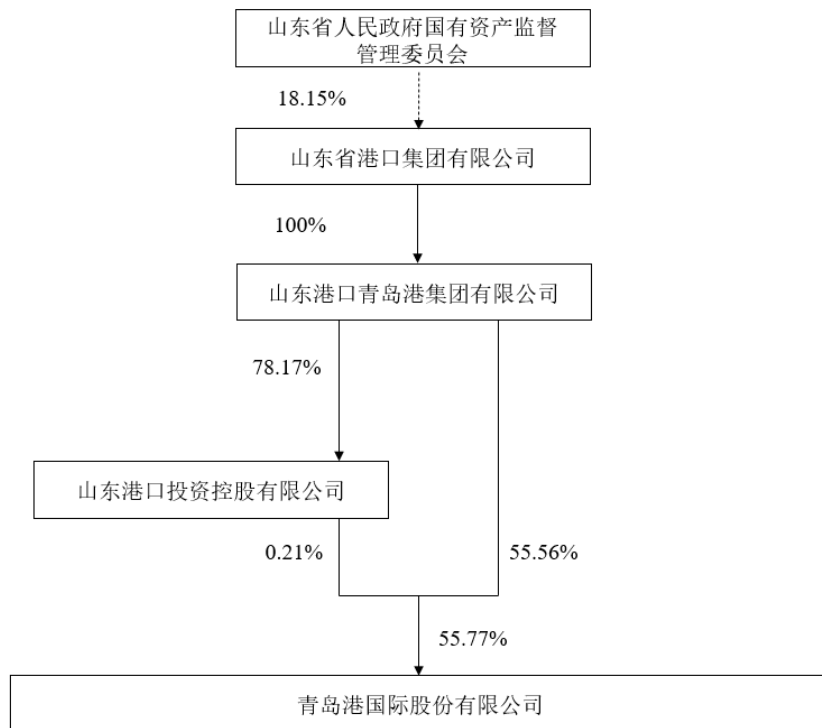 山东省人民政府国有资产监督
管理委员会
18.15%
山东省港口集团有限公司
100%
山东港口青岛港集团有限公司
78.17%
山东港口投资控股有限公司
0.21%
55.56%
55.77%
青岛港国际股份有限公司